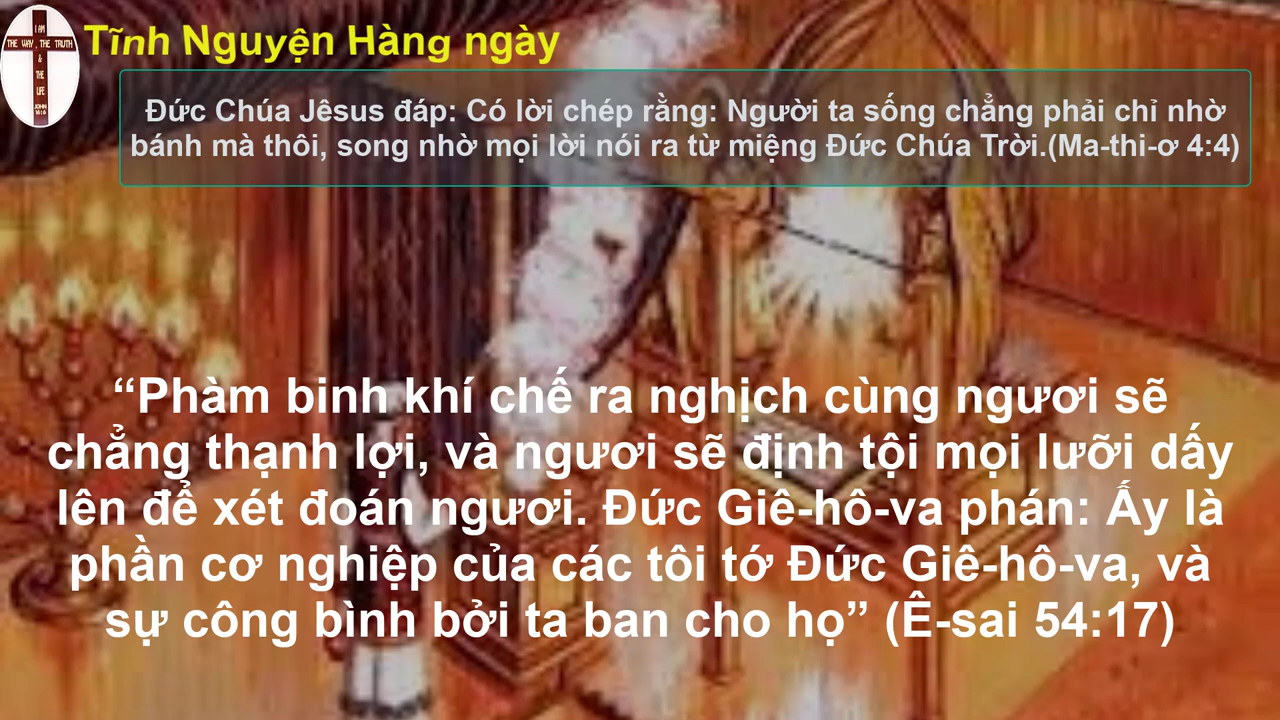 I AM
THE WAY , THE TRUTH
&
THE
LIFE
JOHN
14:6
Tĩnh Nguyện Hàng ngày
Đức Chúa Jêsus đáp: Có lời chép rằng: Người ta sống chẳng phải chỉ nhờ
bánh mà thôi, song nhờ mọi lời nói ra từ miệng Đức Chúa Trời.(Ma-thi-ơ 4:4)
“Phàm binh khí chế ra nghịch cùng ngươi sẽ
chẳng thạnh lợi, và ngươi sẽ định tội mọi lưỡi dấy
lên để xét đoán ngươi. Đức Giê-hô-va phán: Ấy là
phần cơ nghiệp của các tôi tớ Đức Giê-hô-va, và
sự công bình bởi ta ban cho họ” (Ê-sai 54:17)